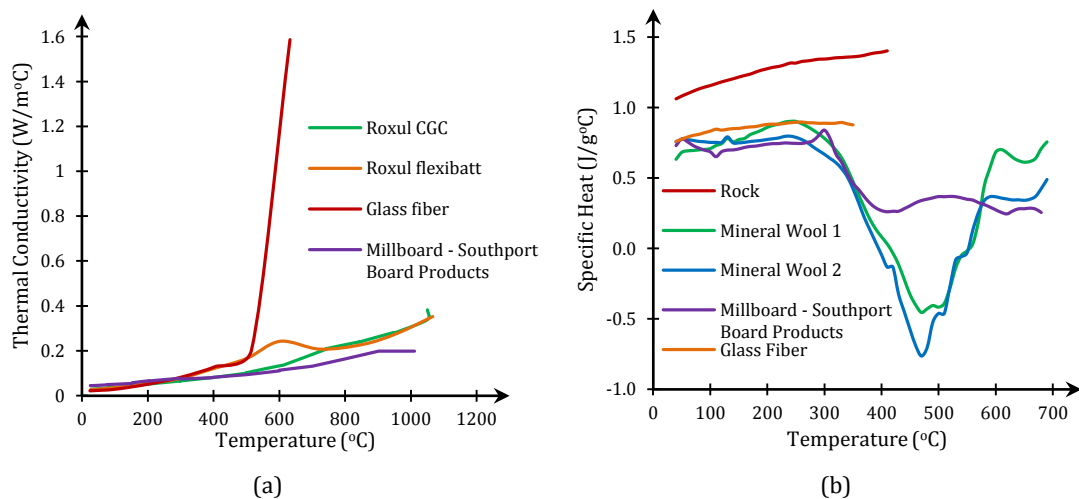 Thermal Conductivity (W/m°C)
1.6
1.4
1.2
1
0.8
0.6
0.4
0.2
0
0
200
400
600
800
1000
1200
Temperature (°C)
Roxul CGC
Roxul flexibatt
Glass fiber
Millboard - Southport
Board Products
(a)
Specific Heat (J/g°C)
1.5
1.0
0.5
0.0
-0.5
-1.0
0
100
200
300
400
500
600
700
Temperature (°C)
Rock
Mineral Wool 1
Mineral Wool 2
Millboard - Southport
Board Products
Glass Fiber
(b)